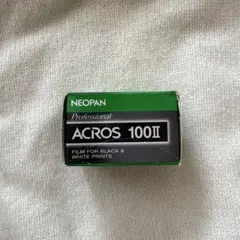 NEOPAN
Professional
ACROS 100II
FILM FOR BLACK &
WHITE PRINTS